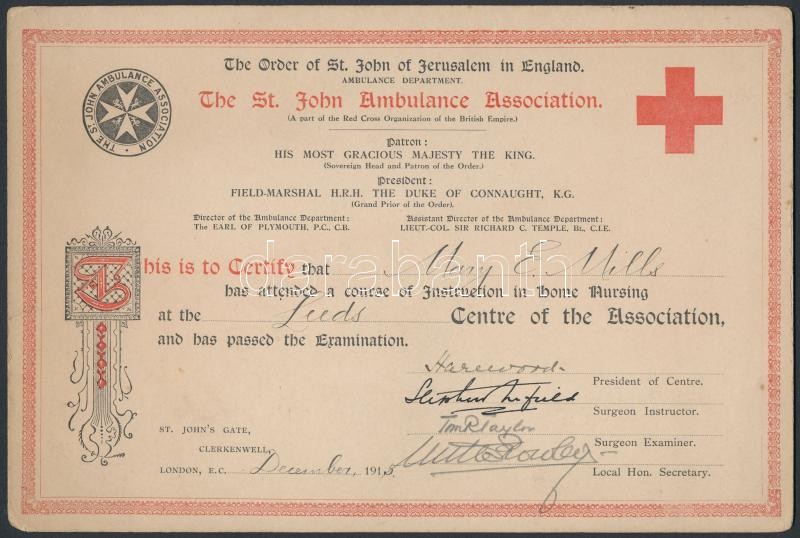 The Order of St. John of Jerusalem in England.
AMBULANCE DEPARTMENT.
The St. John Ambulance Association.
(A part of the Red Cross Organization of the British Empire.)
THE ST. JOHN AMBULANCE ASSOCIATION
Patron:
HIS MOST GRACIOUS MAJESTY THE KING.
(Sovereign Head and Patron of the Order.)
President:
FIELD-MARSHAL H.R.H. THE DUKE OF CONNAUGHT, K.G.
(Grand Prior of the Order).
Director of the Ambulance Department: Assistant Director of the Ambulance Department:
The EARL OF PLYMOUTH, P.C., C.B. LIEUT.-COL. SIR RICHARD C. TEMPLE, Bt., C.I.E.
This is to Certify that Mary E. Mills
darabanth
has attended a course of Instruction in Home Nursing
at the Leeds Centre of the Association,
and has passed the Examination.
Harewood
President of Centre.
Surgeon Instructor.
ST. JOHN'S GATE, Taylor
CLERKENWELL, Surgeon Examiner.
LONDON, E.C. December, 1915
Local Hon. Secretary.